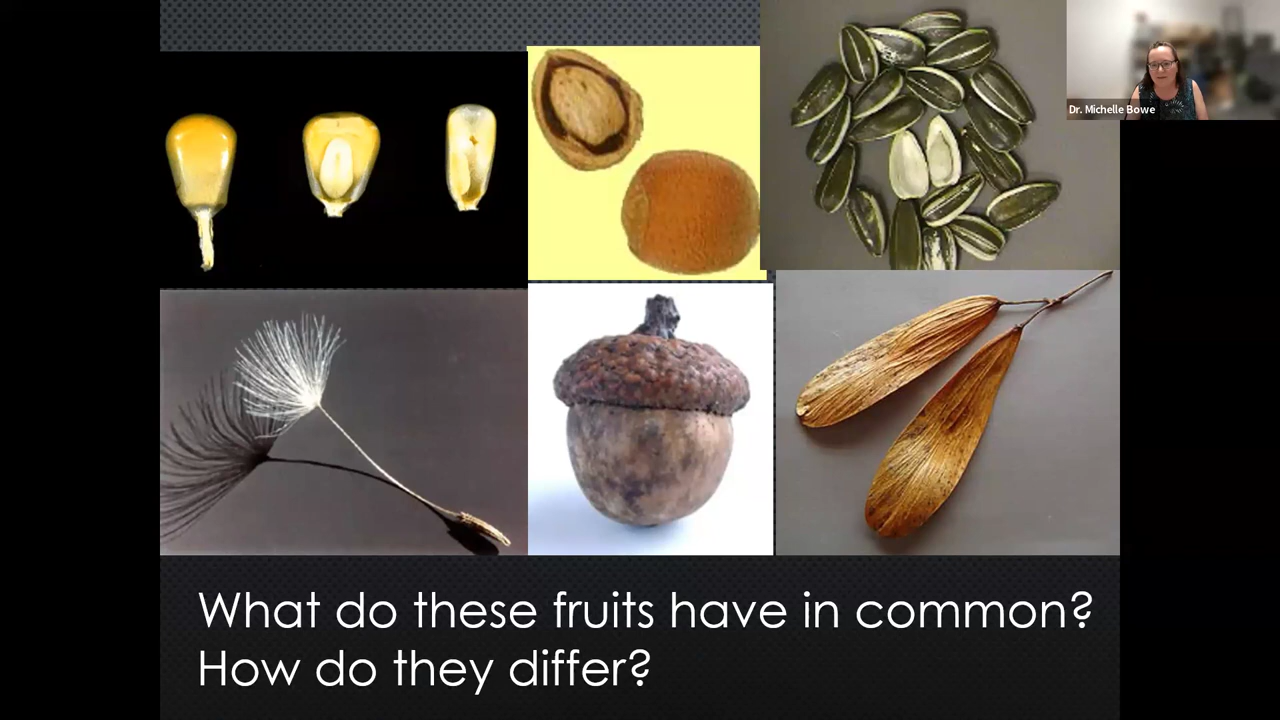 Dr. Michelle Bowe
What do these fruits have in common?
How do they differ?